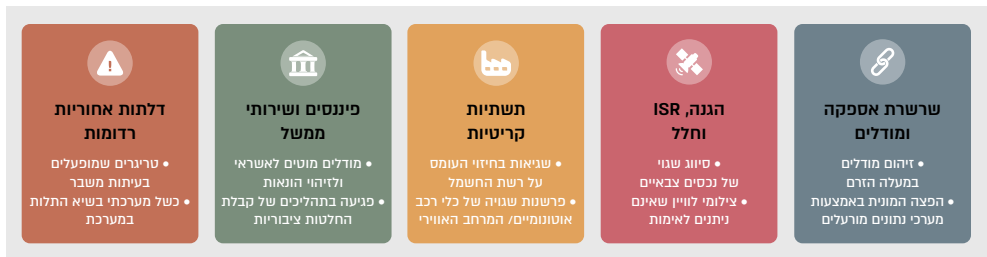 שרשרת אספקה
ומודלים
• זיהום מודלים
במעלה הזרם
• הפצה המונית באמצעות
מערכי נתונים מורעלים
הגנה, ISR
וחלל
• סיווג שגוי
של נכסים צבאיים
• צילומי לוויין שאינם
ניתנים לאימות
תשתיות
קריטיות
• שגיאות בחיזוי העומס
על רשת החשמל
• פרשנות שגויה של כלי רכב
אוטונומיים/ המרחב האווירי
פיננסים ושירותי
ממשל
• מודלים מוטים לאשראי
ולזיהוי הונאות
• פגיעה בתהליכים של קבלת
החלטות ציבוריות
דלתות אחוריות
רדומות
• טריגרים שמופעלים
בעיתות משבר
• כשל מערכתי בשיא התלות
במערכת